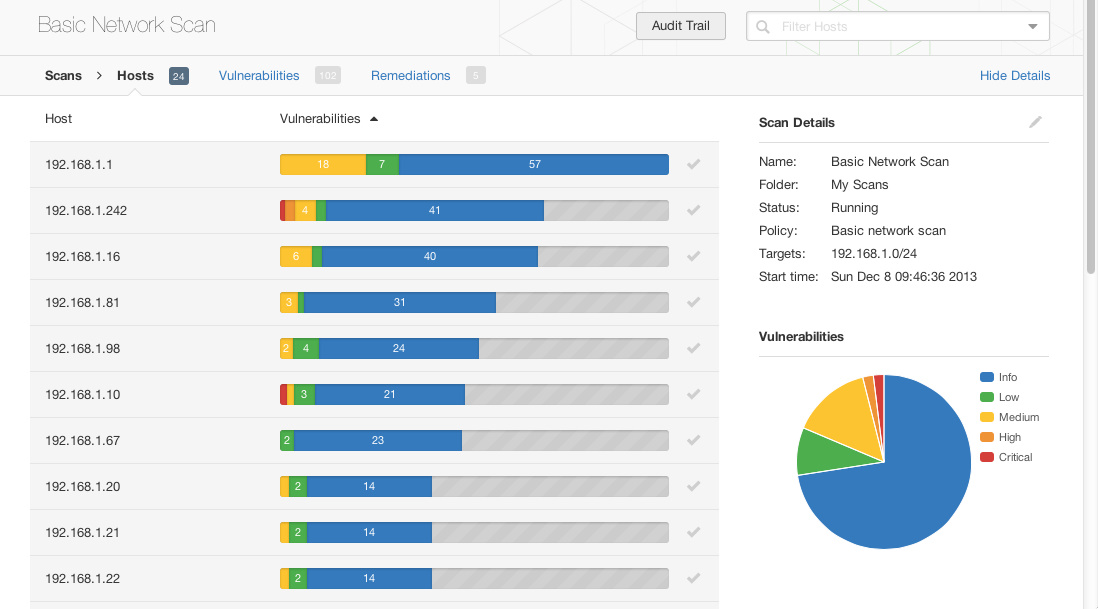 Basic Network Scan
Audit Trail
Filter Hosts
Scans > Hosts 24 Vulnerabilities 102 Remediations 5
Hide Details
Host Vulnerabilities
192.168.1.1 18 7 57
192.168.1.242 4 41
192.168.1.16 6 40
192.168.1.81 3 31
192.168.1.98 2 4 24
192.168.1.10 3 21
192.168.1.67 2 23
192.168.1.20 2 14
192.168.1.21 2 14
192.168.1.22 2 14
Scan Details
Name: Basic Network Scan
Folder: My Scans
Status: Running
Policy: Basic network scan
Targets: 192.168.1.0/24
Start time: Sun Dec 8 09:46:36 2013
Vulnerabilities
Info
Low
Medium
High
Critical